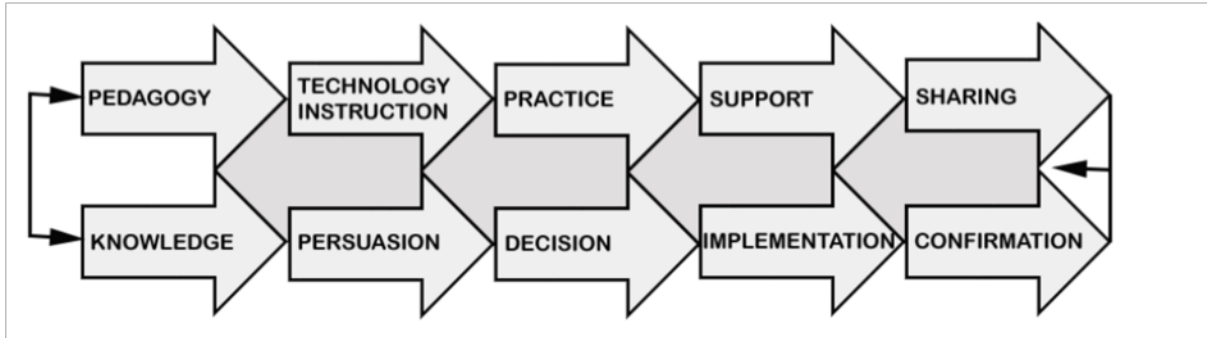 PEDAGOGY
TECHNOLOGY
INSTRUCTION
PRACTICE
SUPPORT
SHARING
KNOWLEDGE
PERSUASION
DECISION
IMPLEMENTATION
CONFIRMATION